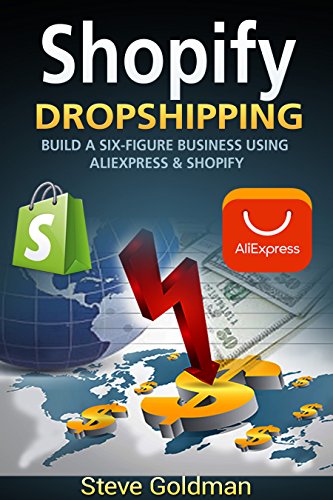 Shopify
DROPSHIPPING
BUILD A SIX-FIGURE BUSINESS USING
ALIEXPRESS & SHOPIFY
S
AliExpress
Steve Goldman